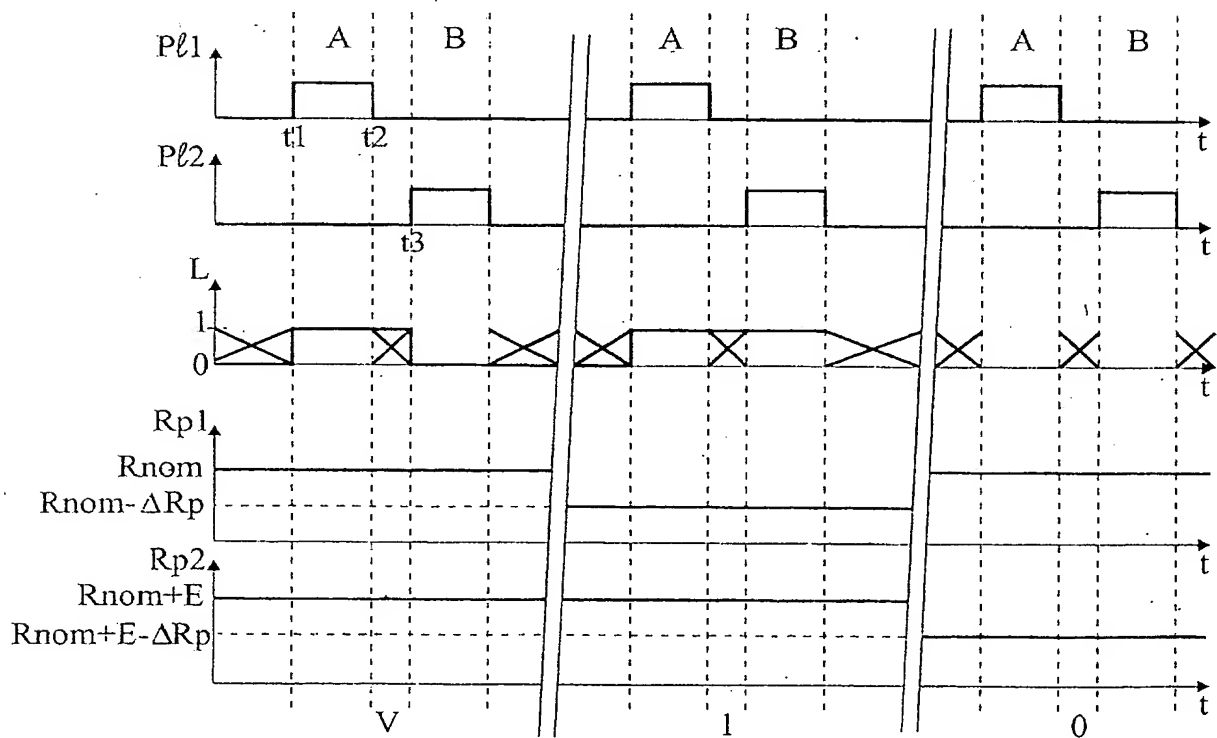 A B A B A B
Pℓ1
t1 t2 t
Pℓ2
t3 t
L
1
0
t
Rp1
Rnom
Rnom-ΔRp
t
Rp2
Rnom+E
Rnom+E-ΔRp
t
V 1 0